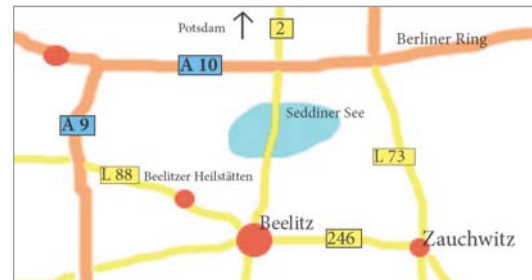 Potsdam
2
Berliner Ring
A 10
Seddiner See
A 9
L 73
L 88
Beelitzer Heilstätten
Beelitz
246
Zauchwitz